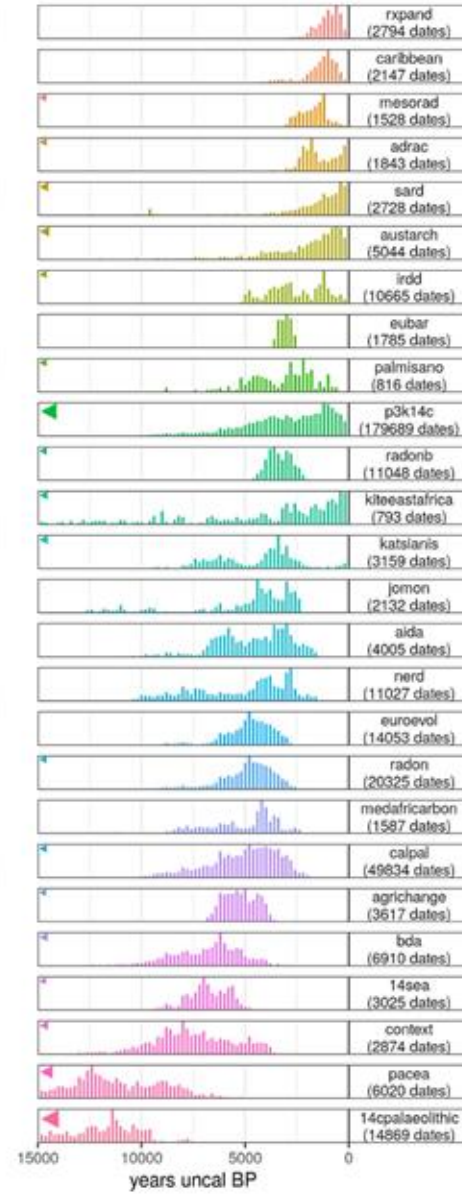 rxpand
(2794 dates)
caribbean
(2147 dates)
mesorad
(1528 dates)
adrac
(1843 dates)
sard
(2728 dates)
austarch
(5044 dates)
irdd
(10665 dates)
eubar
(1785 dates)
palmisano
(816 dates)
p3k14c
(179689 dates)
radonb
(11048 dates)
kiteeastafrica
(793 dates)
katsianis
(3159 dates)
jomon
(2132 dates)
aida
(4005 dates)
nerd
(11027 dates)
euroevol
(14053 dates)
radon
(20325 dates)
medafricarbon
(1587 dates)
calpal
(49834 dates)
agrichange
(3617 dates)
bda
(6910 dates)
14sea
(3025 dates)
context
(2874 dates)
pacea
(6020 dates)
14cpalaeolithic
(14869 dates)
15000 10000 5000 0
years uncal BP